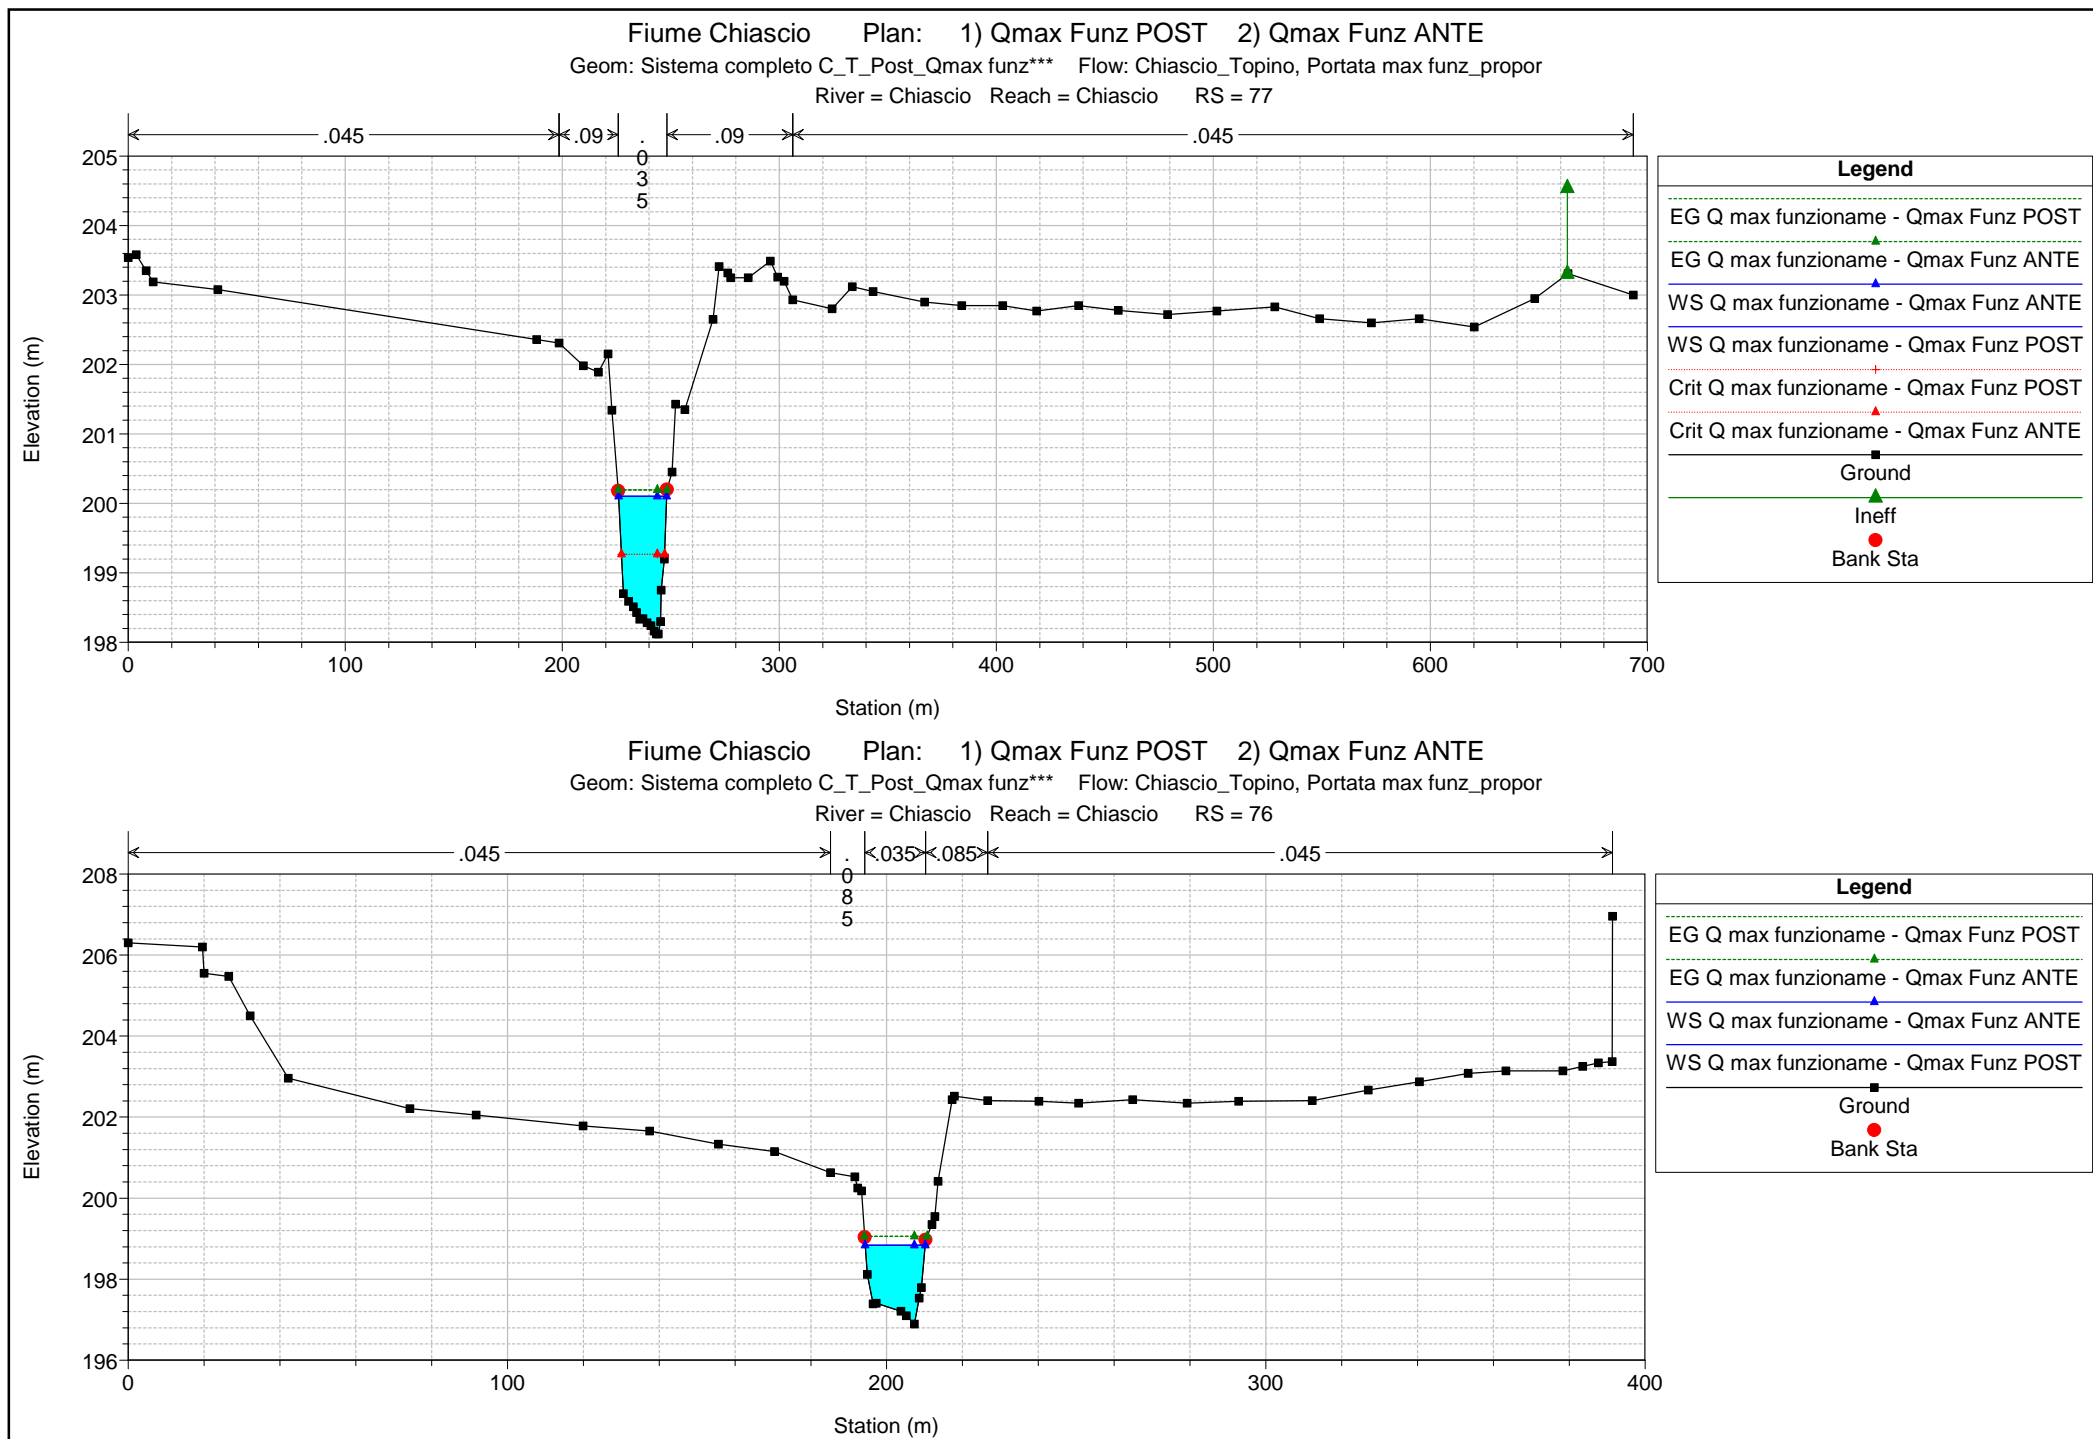 Fiume Chiascio Plan: 1) Qmax Funz POST 2) Qmax Funz ANTE
Geom: Sistema completo C_T_Post_Qmax funz*** Flow: Chiascio_Topino, Portata max funz_propor
River = Chiascio Reach = Chiascio RS = 77
.045 .09 .035 .09 .045
205
204
203
202
201
200
199
198
Elevation (m)
0 100 200 300 400 500 600 700
Station (m)
Legend
EG Q max funzioname - Qmax Funz POST
EG Q max funzioname - Qmax Funz ANTE
WS Q max funzioname - Qmax Funz ANTE
WS Q max funzioname - Qmax Funz POST
Crit Q max funzioname - Qmax Funz POST
Crit Q max funzioname - Qmax Funz ANTE
Ground
Ineff
Bank Sta
Fiume Chiascio Plan: 1) Qmax Funz POST 2) Qmax Funz ANTE
Geom: Sistema completo C_T_Post_Qmax funz*** Flow: Chiascio_Topino, Portata max funz_propor
River = Chiascio Reach = Chiascio RS = 76
.045 .085 .035 .085 .045
208
206
204
202
200
198
196
Elevation (m)
0 100 200 300 400
Station (m)
Legend
EG Q max funzioname - Qmax Funz POST
EG Q max funzioname - Qmax Funz ANTE
WS Q max funzioname - Qmax Funz ANTE
WS Q max funzioname - Qmax Funz POST
Ground
Bank Sta